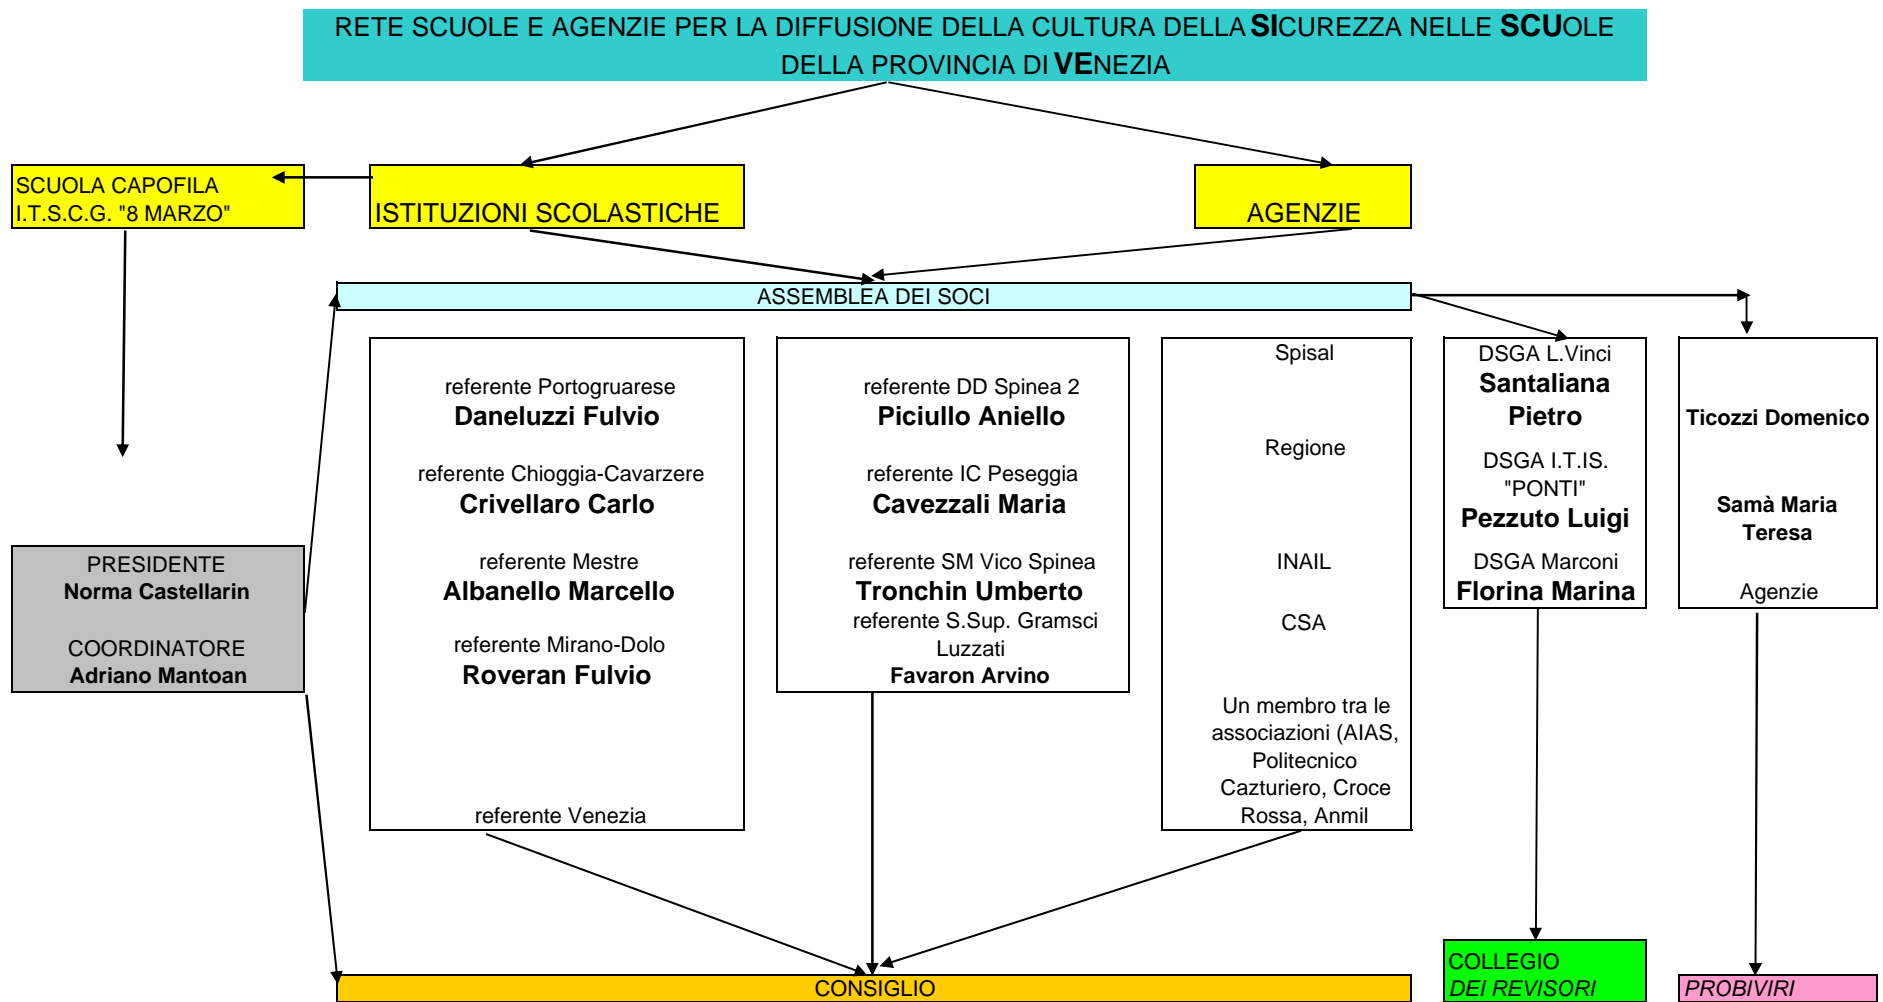 RETE SCUOLE E AGENZIE PER LA DIFFUSIONE DELLA CULTURA DELLA SICUREZZA NELLE SCUOLE
DELLA PROVINCIA DI VENEZIA
SCUOLA CAPOFILA
I.T.S.C.G. "8 MARZO"
ISTITUZIONI SCOLASTICHE
AGENZIE
ASSEMBLEA DEI SOCI
PRESIDENTE
Norma Castellarin
COORDINATORE
Adriano Mantoan
referente Portogruarese
Daneluzzi Fulvio
referente Chioggia-Cavarzere
Crivellaro Carlo
referente Mestre
Albanello Marcello
referente Mirano-Dolo
Roveran Fulvio
referente Venezia
referente DD Spinea 2
Piciullo Aniello
referente IC Peseggia
Cavezzali Maria
referente SM Vico Spinea
Tronchin Umberto
referente S.Sup. Gramsci
Luzzati
Favaron Arvino
Spisal
Regione
INAIL
CSA
Un membro tra le
associazioni (AIAS,
Politecnico
Cazturiero, Croce
Rossa, Anmil
DSGA L.Vinci
Santaliana
Pietro
DSGA I.T.IS.
"PONTI"
Pezzuto Luigi
DSGA Marconi
Florina Marina
Ticozzi Domenico
Samà Maria
Teresa
Agenzie
CONSIGLIO
COLLEGIO
DEI REVISORI
PROBIVIRI